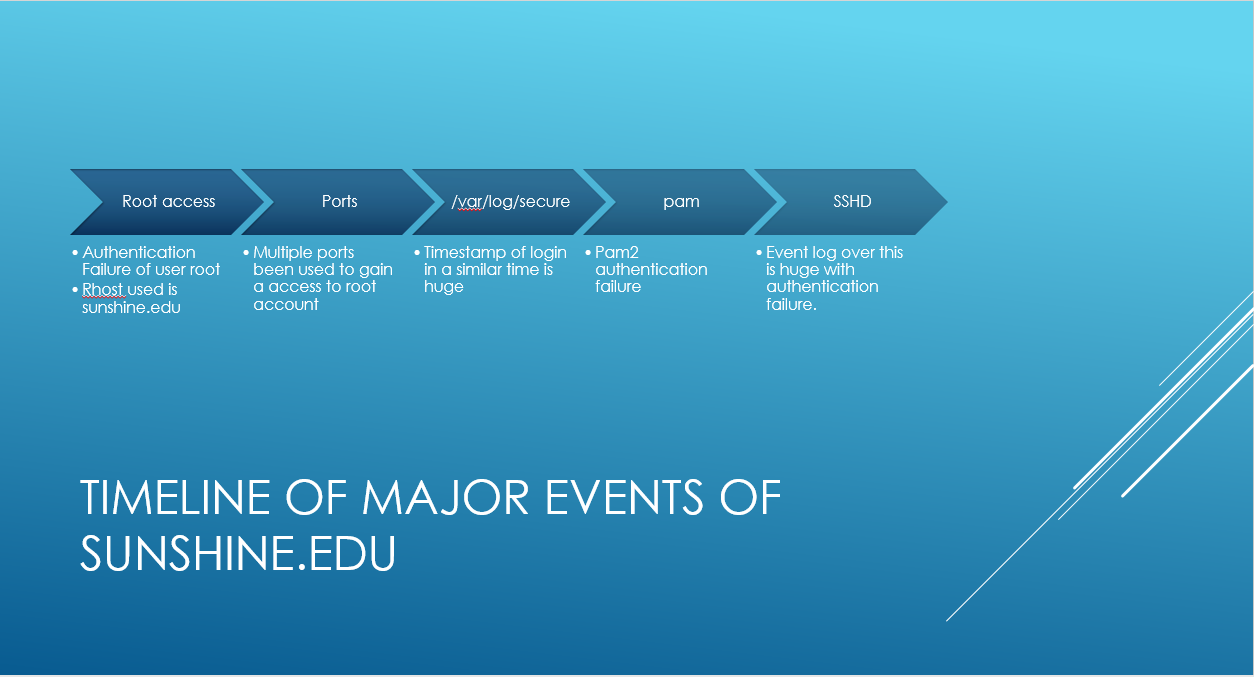 Root access
Ports
/var/log/secure
pam
SSHD
• Authentication
Failure of user root
• Rhost used is
sunshine.edu
• Multiple ports
been used to gain
a access to root
account
• Timestamp of login
in a similar time is
huge
• Pam2
authentication
failure
• Event log over this
is huge with
authentication
failure.
TIMELINE OF MAJOR EVENTS OF
SUNSHINE.EDU